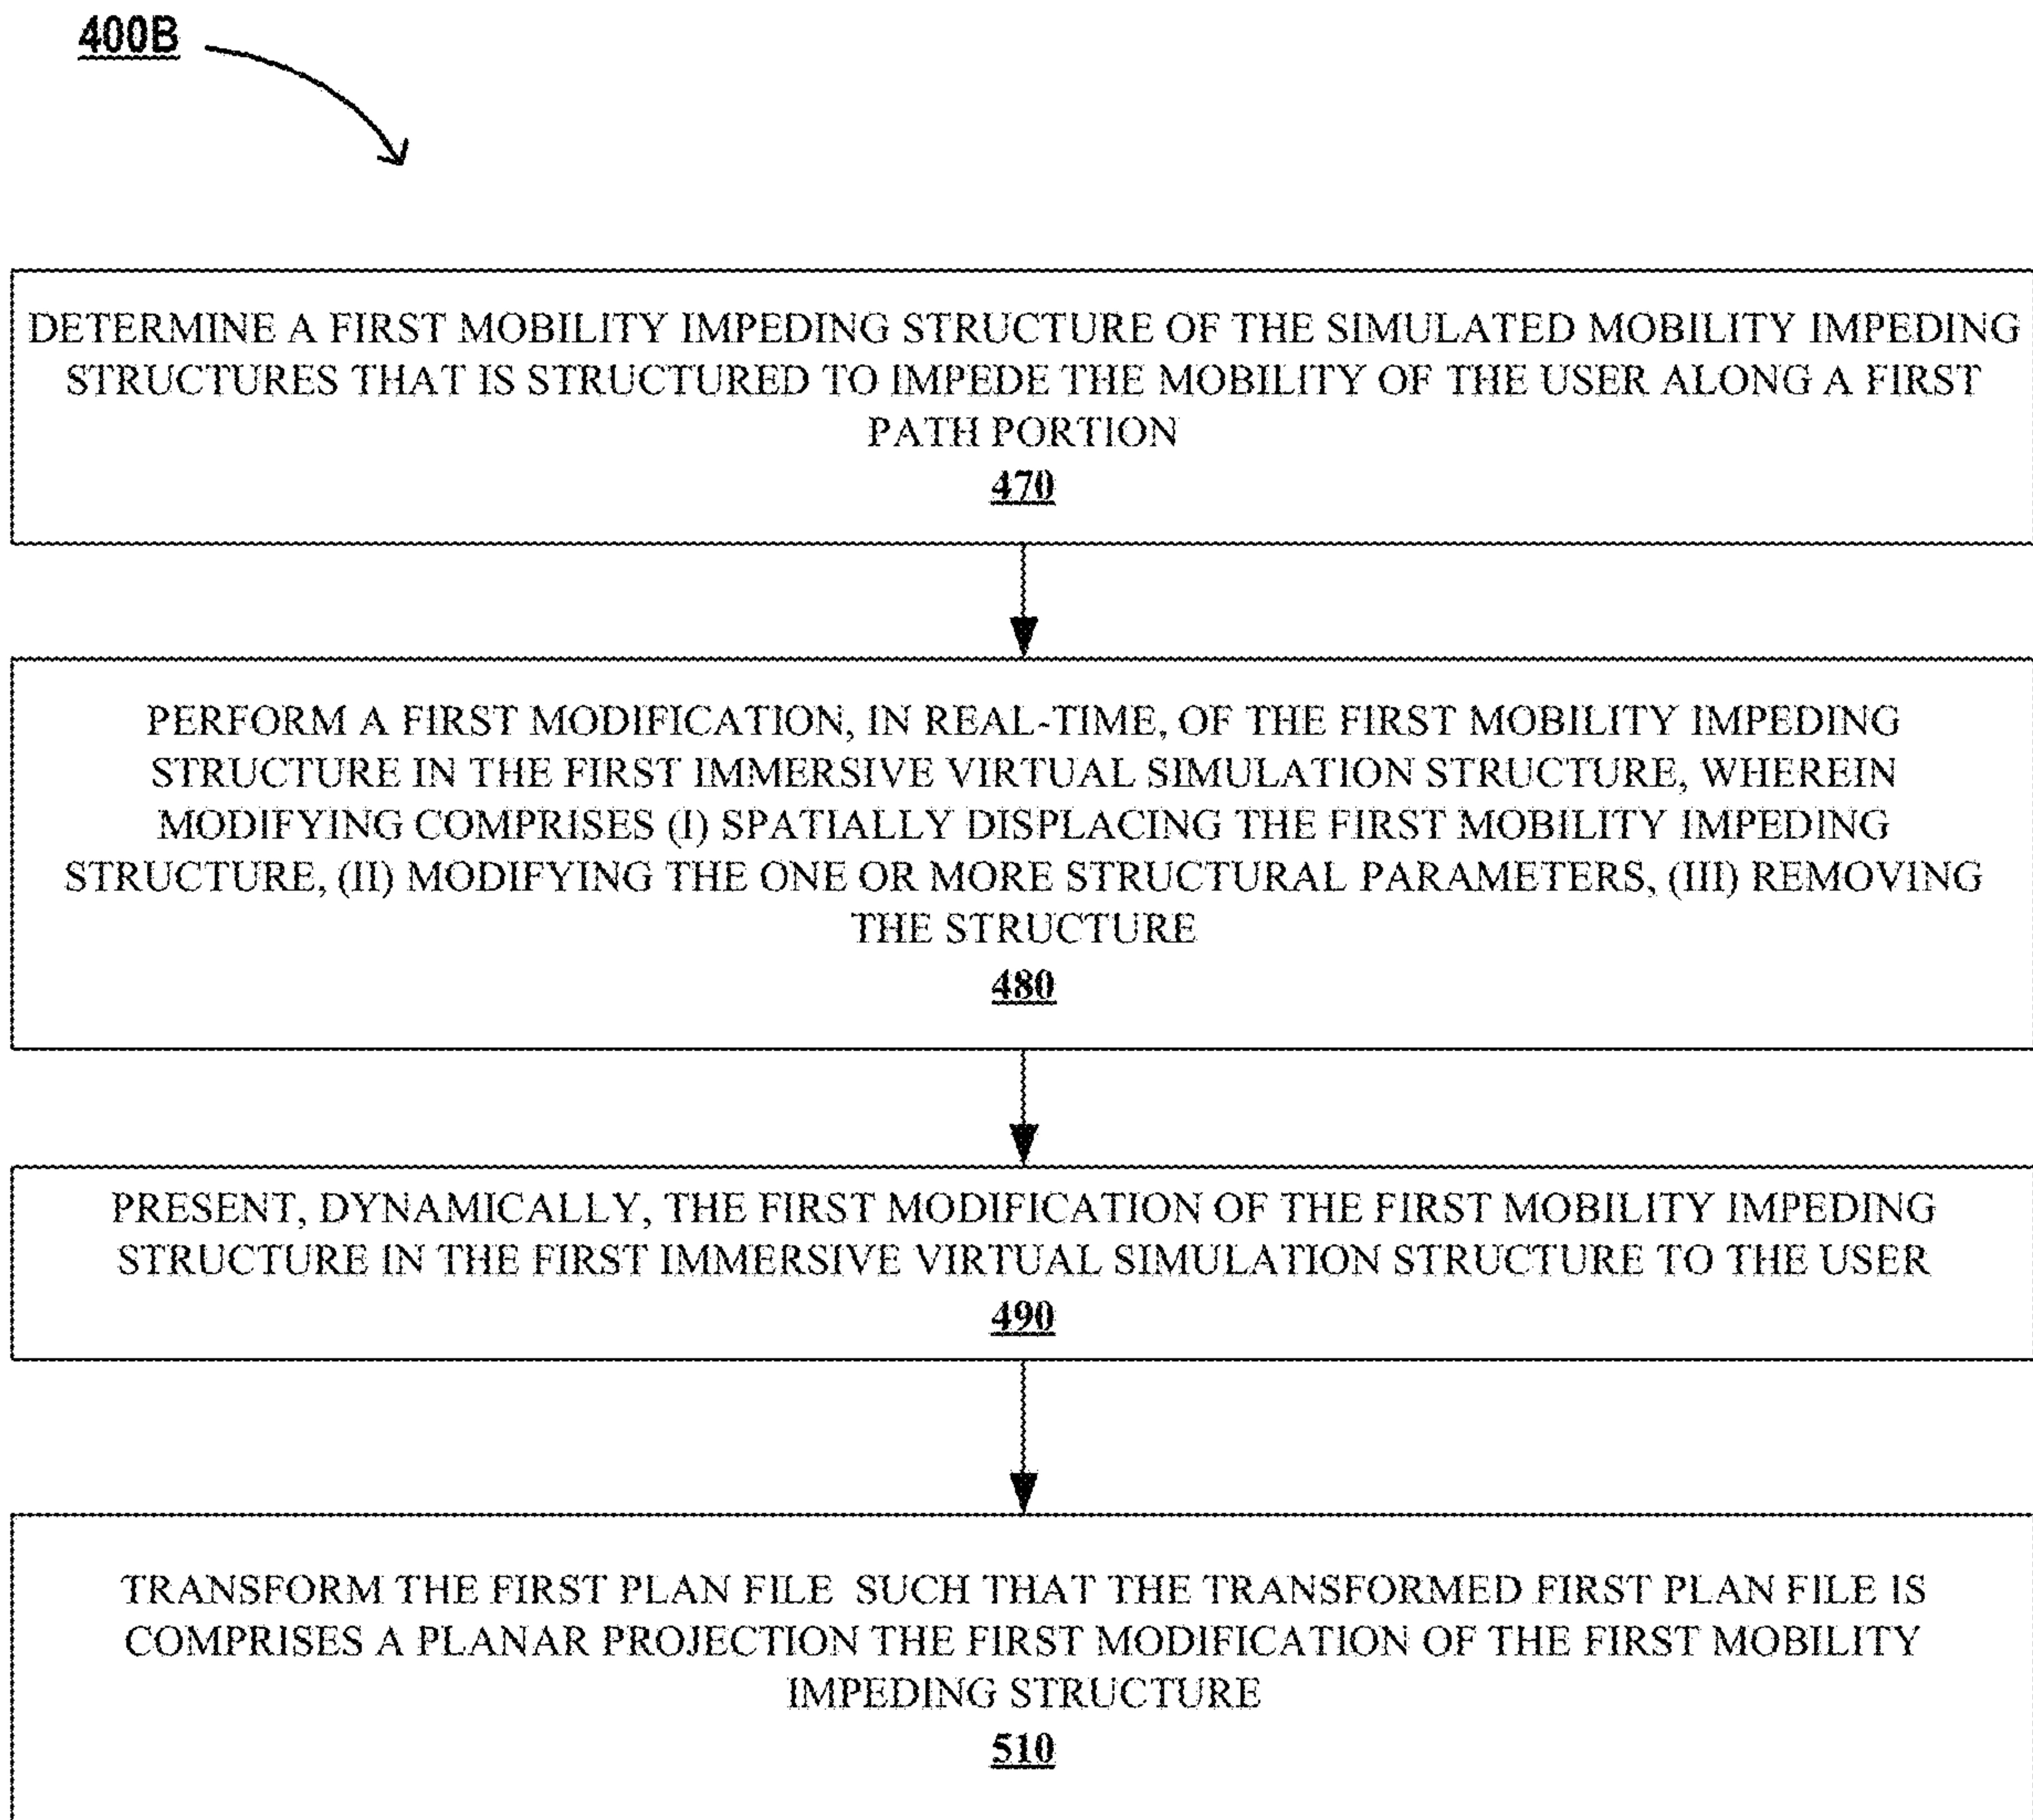 400B
DETERMINE A FIRST MOBILITY IMPEDING STRUCTURE OF THE SIMULATED MOBILITY IMPEDING
STRUCTURES THAT IS STRUCTURED TO IMPEDE THE MOBILITY OF THE USER ALONG A FIRST
PATH PORTION
470
PERFORM A FIRST MODIFICATION, IN REAL-TIME, OF THE FIRST MOBILITY IMPEDING
STRUCTURE IN THE FIRST IMMERSIVE VIRTUAL SIMULATION STRUCTURE, WHEREIN
MODIFYING COMPRISES (I) SPATIALLY DISPLACING THE FIRST MOBILITY IMPEDING
STRUCTURE, (II) MODIFYING THE ONE OR MORE STRUCTURAL PARAMETERS, (III) REMOVING
THE STRUCTURE
480
PRESENT, DYNAMICALLY, THE FIRST MODIFICATION OF THE FIRST MOBILITY IMPEDING
STRUCTURE IN THE FIRST IMMERSIVE VIRTUAL SIMULATION STRUCTURE TO THE USER
490
TRANSFORM THE FIRST PLAN FILE SUCH THAT THE TRANSFORMED FIRST PLAN FILE IS
COMPRISES A PLANAR PROJECTION THE FIRST MODIFICATION OF THE FIRST MOBILITY
IMPEDING STRUCTURE
510